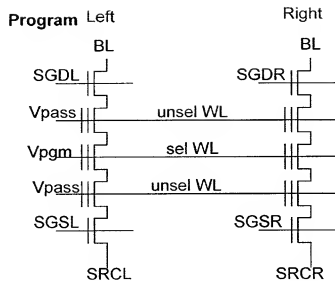 Program Left Right
BL BL
SGDL SGDR
Vpass unsel WL
Vpgm sel WL
Vpass unsel WL
SGSL SGSR
SRCL SRCR